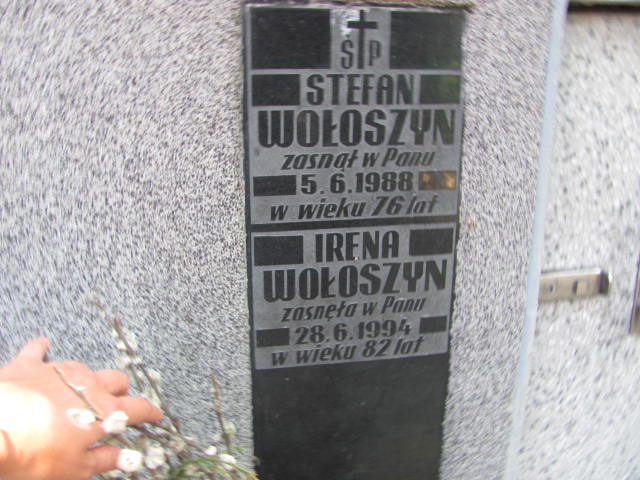 Ś P
STEFAN
WOŁOSZYN
zasnął w Panu
5.6.1988
w wieku 76 lat
IRENA
WOŁOSZYN
zasnęła w Panu
28.6.1994
w wieku 82 lat